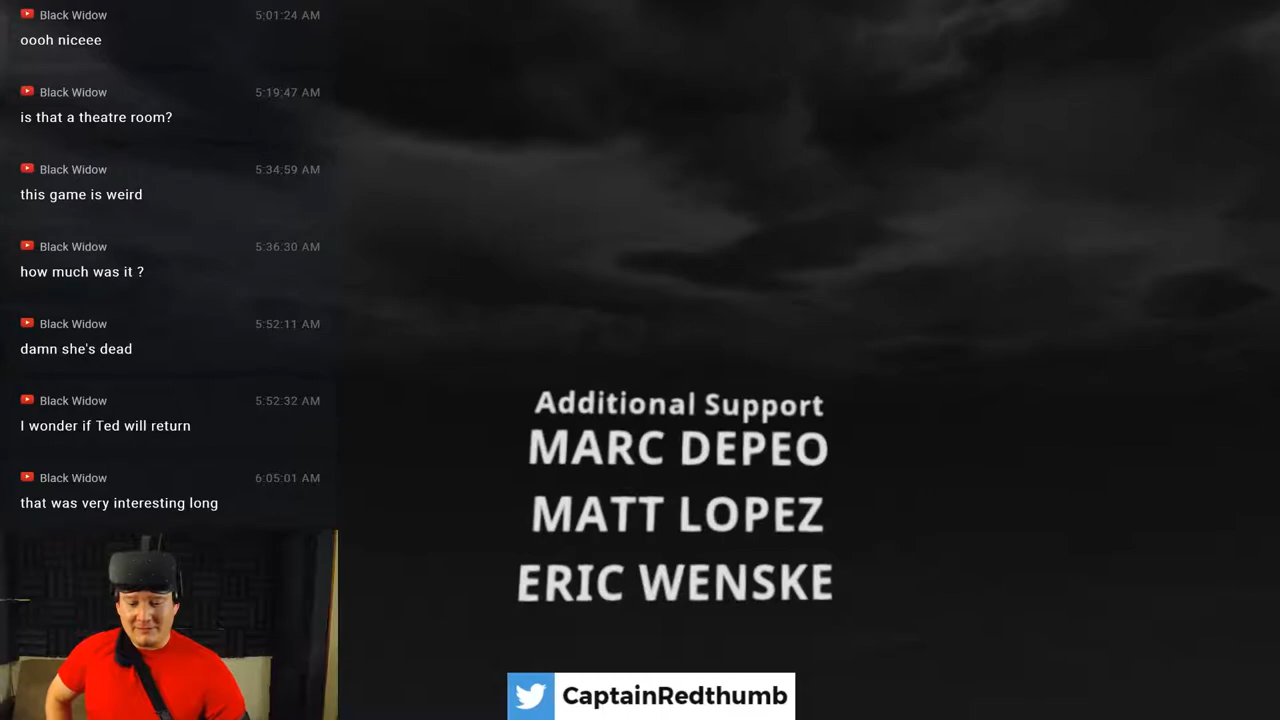 Black Widow 5:01:24 AM
oooh niceee
Black Widow 5:19:47 AM
is that a theatre room?
Black Widow 5:34:59 AM
this game is weird
Black Widow 5:36:30 AM
how much was it ?
Black Widow 5:52:11 AM
damn she's dead
Black Widow 5:52:32 AM
I wonder if Ted will return
Black Widow 6:05:01 AM
that was very interesting long
Additional Support
MARC DEPEO
MATT LOPEZ
ERIC WENSKE
CaptainRedthumb